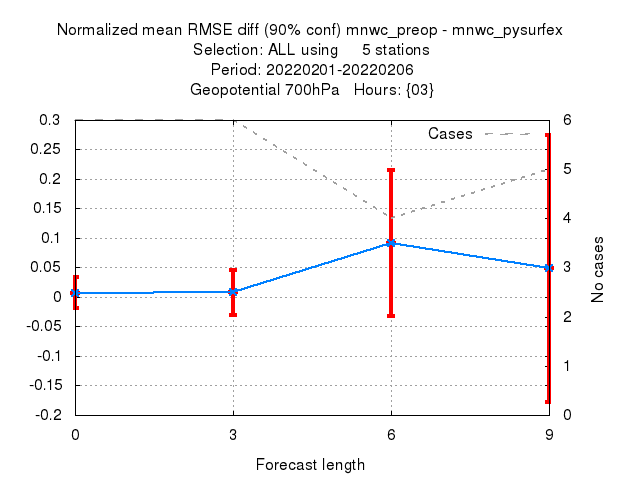 Normalized mean RMSE diff (90% conf) mnwc_preop - mnwc_pysurfex
Selection: ALL using     5 stations
Period: 20220201-20220206
Geopotential 700hPa   Hours: {03}
Cases
0.3
0.25
0.2
0.15
0.1
0.05
0
-0.05
-0.1
-0.15
-0.2
6
5
4
3
2
1
0
No cases
0 3 6 9
Forecast length